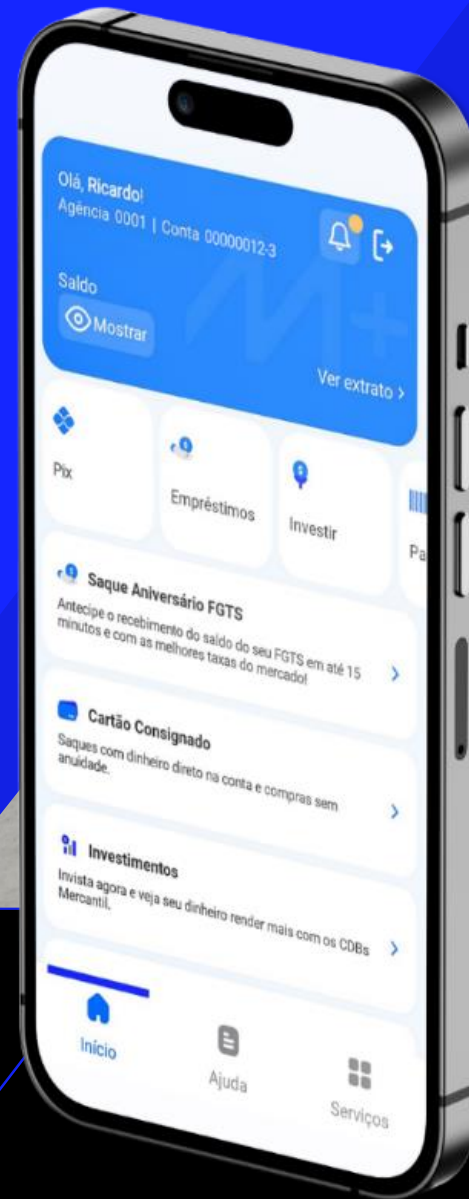 Olá, Ricardo!
Agência 0001 | Conta 00000012-3
Saldo
Mostrar
M+
Ver extrato >
Pix
Empréstimos
Investir
Pa
Saque Aniversário FGTS
Antecipe o recebimento do saldo do seu FGTS em até 15
minutos e com as melhores taxas do mercado!
Cartão Consignado
Saques com dinheiro direto na conta e compras sem
anuidade.
Investimentos
Invista agora e veja seu dinheiro render mais com os CDBs
Mercantil.
Início
Ajuda
Serviços